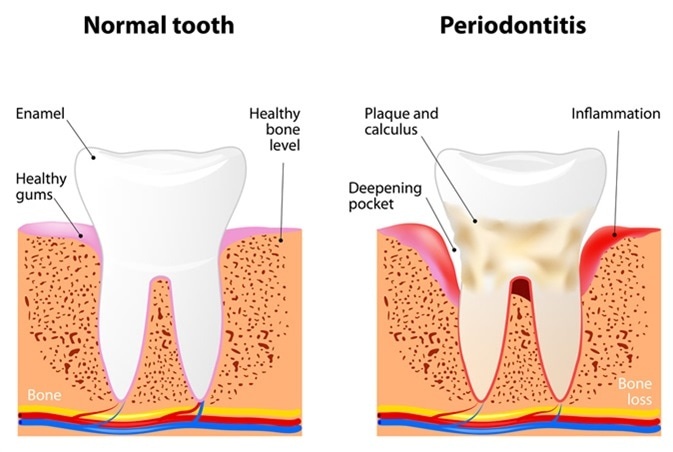 Normal tooth
Enamel
Healthy
bone
level
Healthy
gums
Bone
Periodontitis
Plaque and
calculus
Inflammation
Deepening
pocket
Bone
loss